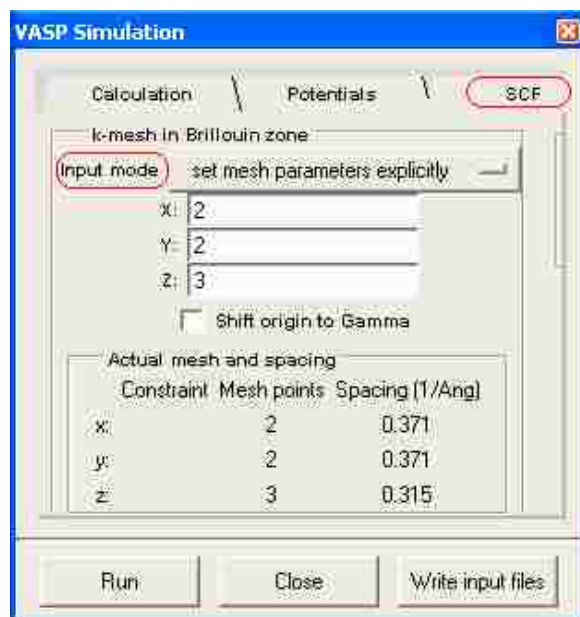 VASP Simulation
Calculation Potentials SCF
k-mesh in Brillouin zone
Input mode set mesh parameters explicitly
X: 2
Y: 2
Z: 3
Shift origin to Gamma
Actual mesh and spacing
Constraint Mesh points Spacing (1/Ang)
x: 2 0.371
y: 2 0.371
z: 3 0.315
Run Close Write input files